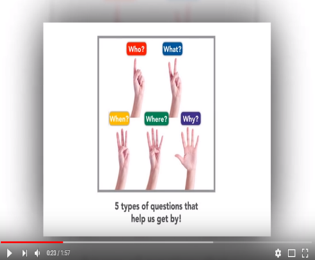 Who? What?
When? Where? Why?
5 types of questions that
help us get by!
0:23 / 1:57